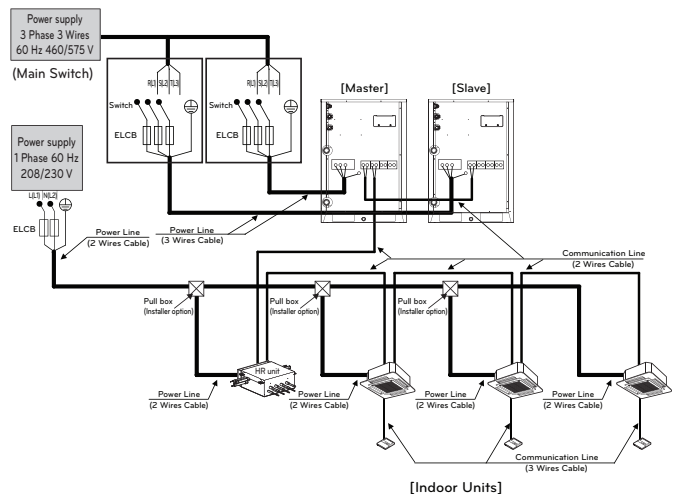 Power supply
3 Phase 3 Wires
60 Hz 460/575 V
(Main Switch)
R(L1) S(L2) T(L3)
R(L1) S(L2) T(L3)
Switch
Switch
ELCB
ELCB
[Master]
[Slave]
Power supply
1 Phase 60 Hz
208/230 V
L(L1) N(L2)
ELCB
Power Line
(2 Wires Cable)
Power Line
(3 Wires Cable)
Communication Line
(2 Wires Cable)
Pull box
(Installer option)
Pull box
(Installer option)
Pull box
(Installer option)
HR unit
Power Line
(2 Wires Cable)
Power Line
(2 Wires Cable)
Power Line
(2 Wires Cable)
Power Line
(2 Wires Cable)
Communication Line
(3 Wires Cable)
[Indoor Units]